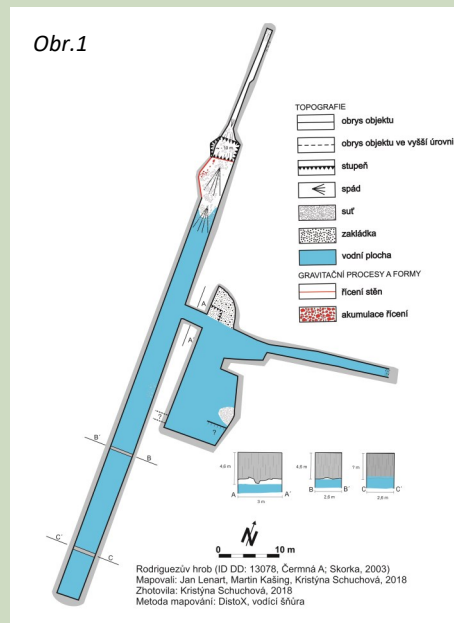 Obr.1
TOPOGRAFIE
obrys objektu
obrys objektu ve vyšší úrovni
stupeň
spád
suť
zakládka
vodní plocha
GRAVITAČNÍ PROCESY A FORMY
řícení stěn
akumulace řícení
A
A'
?
?
B'
B
C'
C
4,6 m
A
A'
3 m
4,8 m
B
B'
2,6 m
? m
C
C'
2,8 m
N
0
10 m
Rodriguezův hrob (ID DD: 13078, Čermná A; Skorka, 2003)
Mapovali: Jan Lenart, Martin Kašing, Kristýna Schuchová, 2018
Zhotovila: Kristýna Schuchová, 2018
Metoda mapování: DistoX, vodící šňůra